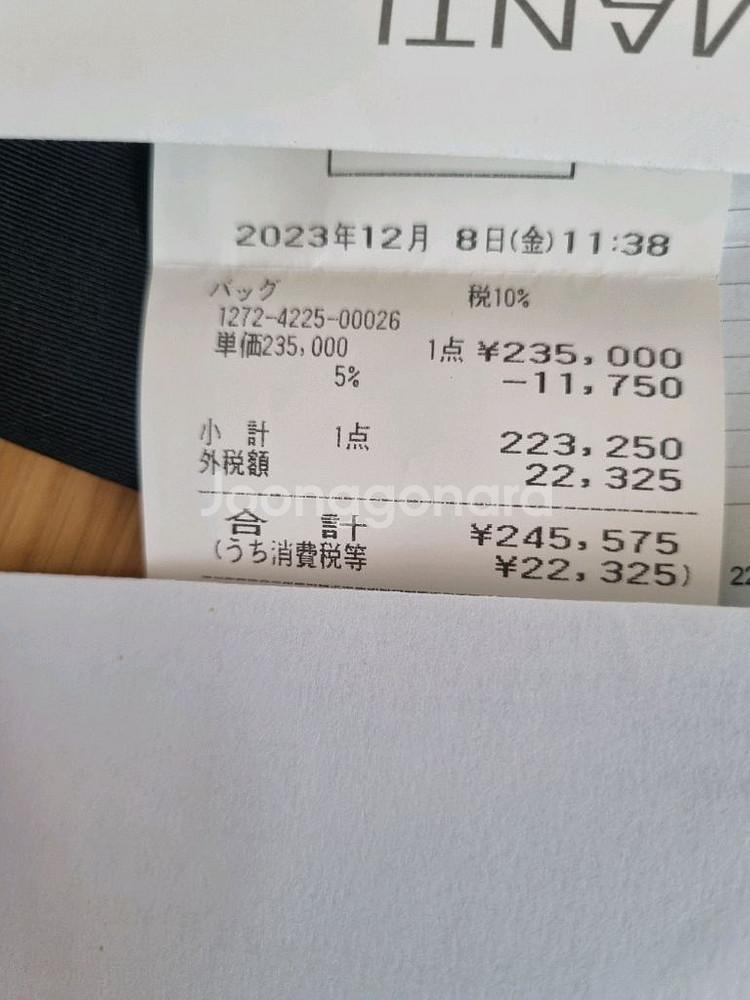 2023年12月 8日(金)11:38
バッグ 税10%
1272-4225-00026
単価235,000 1点 ¥235,000
5% -11,750
小 計 1点 223,250
外税額 22,325
Joonggonara
合 計 ¥245,575
(うち消費税等 ¥22,325)
22